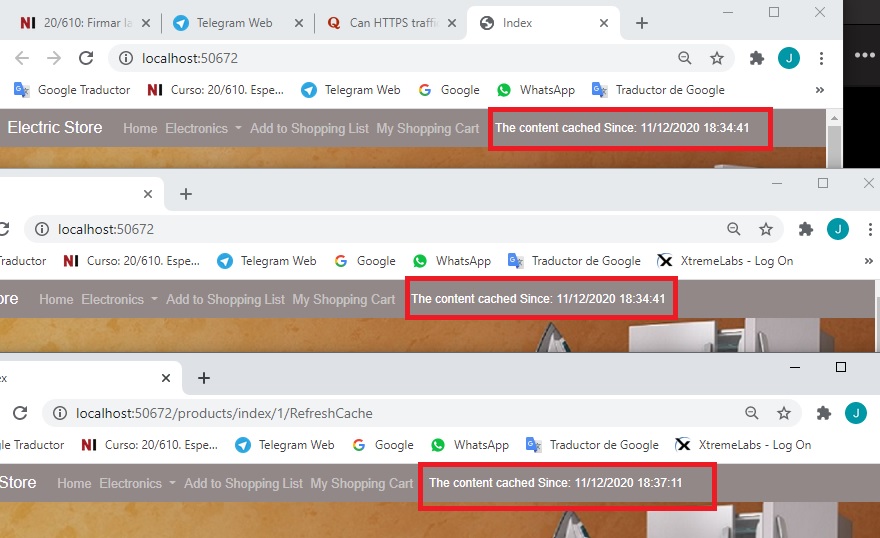 20/610: Firmar la
Telegram Web
Can HTTPS traffi
Index
localhost:50672
J
Google Traductor
Curso: 20/610. Espe...
Telegram Web
Google
WhatsApp
Traductor de Google
»
Electric Store
Home
Electronics
Add to Shopping List
My Shopping Cart
The content cached Since: 11/12/2020 18:34:41
localhost:50672
J
Traductor
Curso: 20/610. Espe...
Telegram Web
Google
WhatsApp
Traductor de Google
XtremeLabs - Log On
»
ore
Home
Electronics
Add to Shopping List
My Shopping Cart
The content cached Since: 11/12/2020 18:34:41
ex
localhost:50672/products/index/1/RefreshCache
J
le Traductor
Curso: 20/610. Espe...
Telegram Web
Google
WhatsApp
Traductor de Google
XtremeLabs - Log On
Store
Home
Electronics
Add to Shopping List
My Shopping Cart
The content cached Since: 11/12/2020 18:37:11